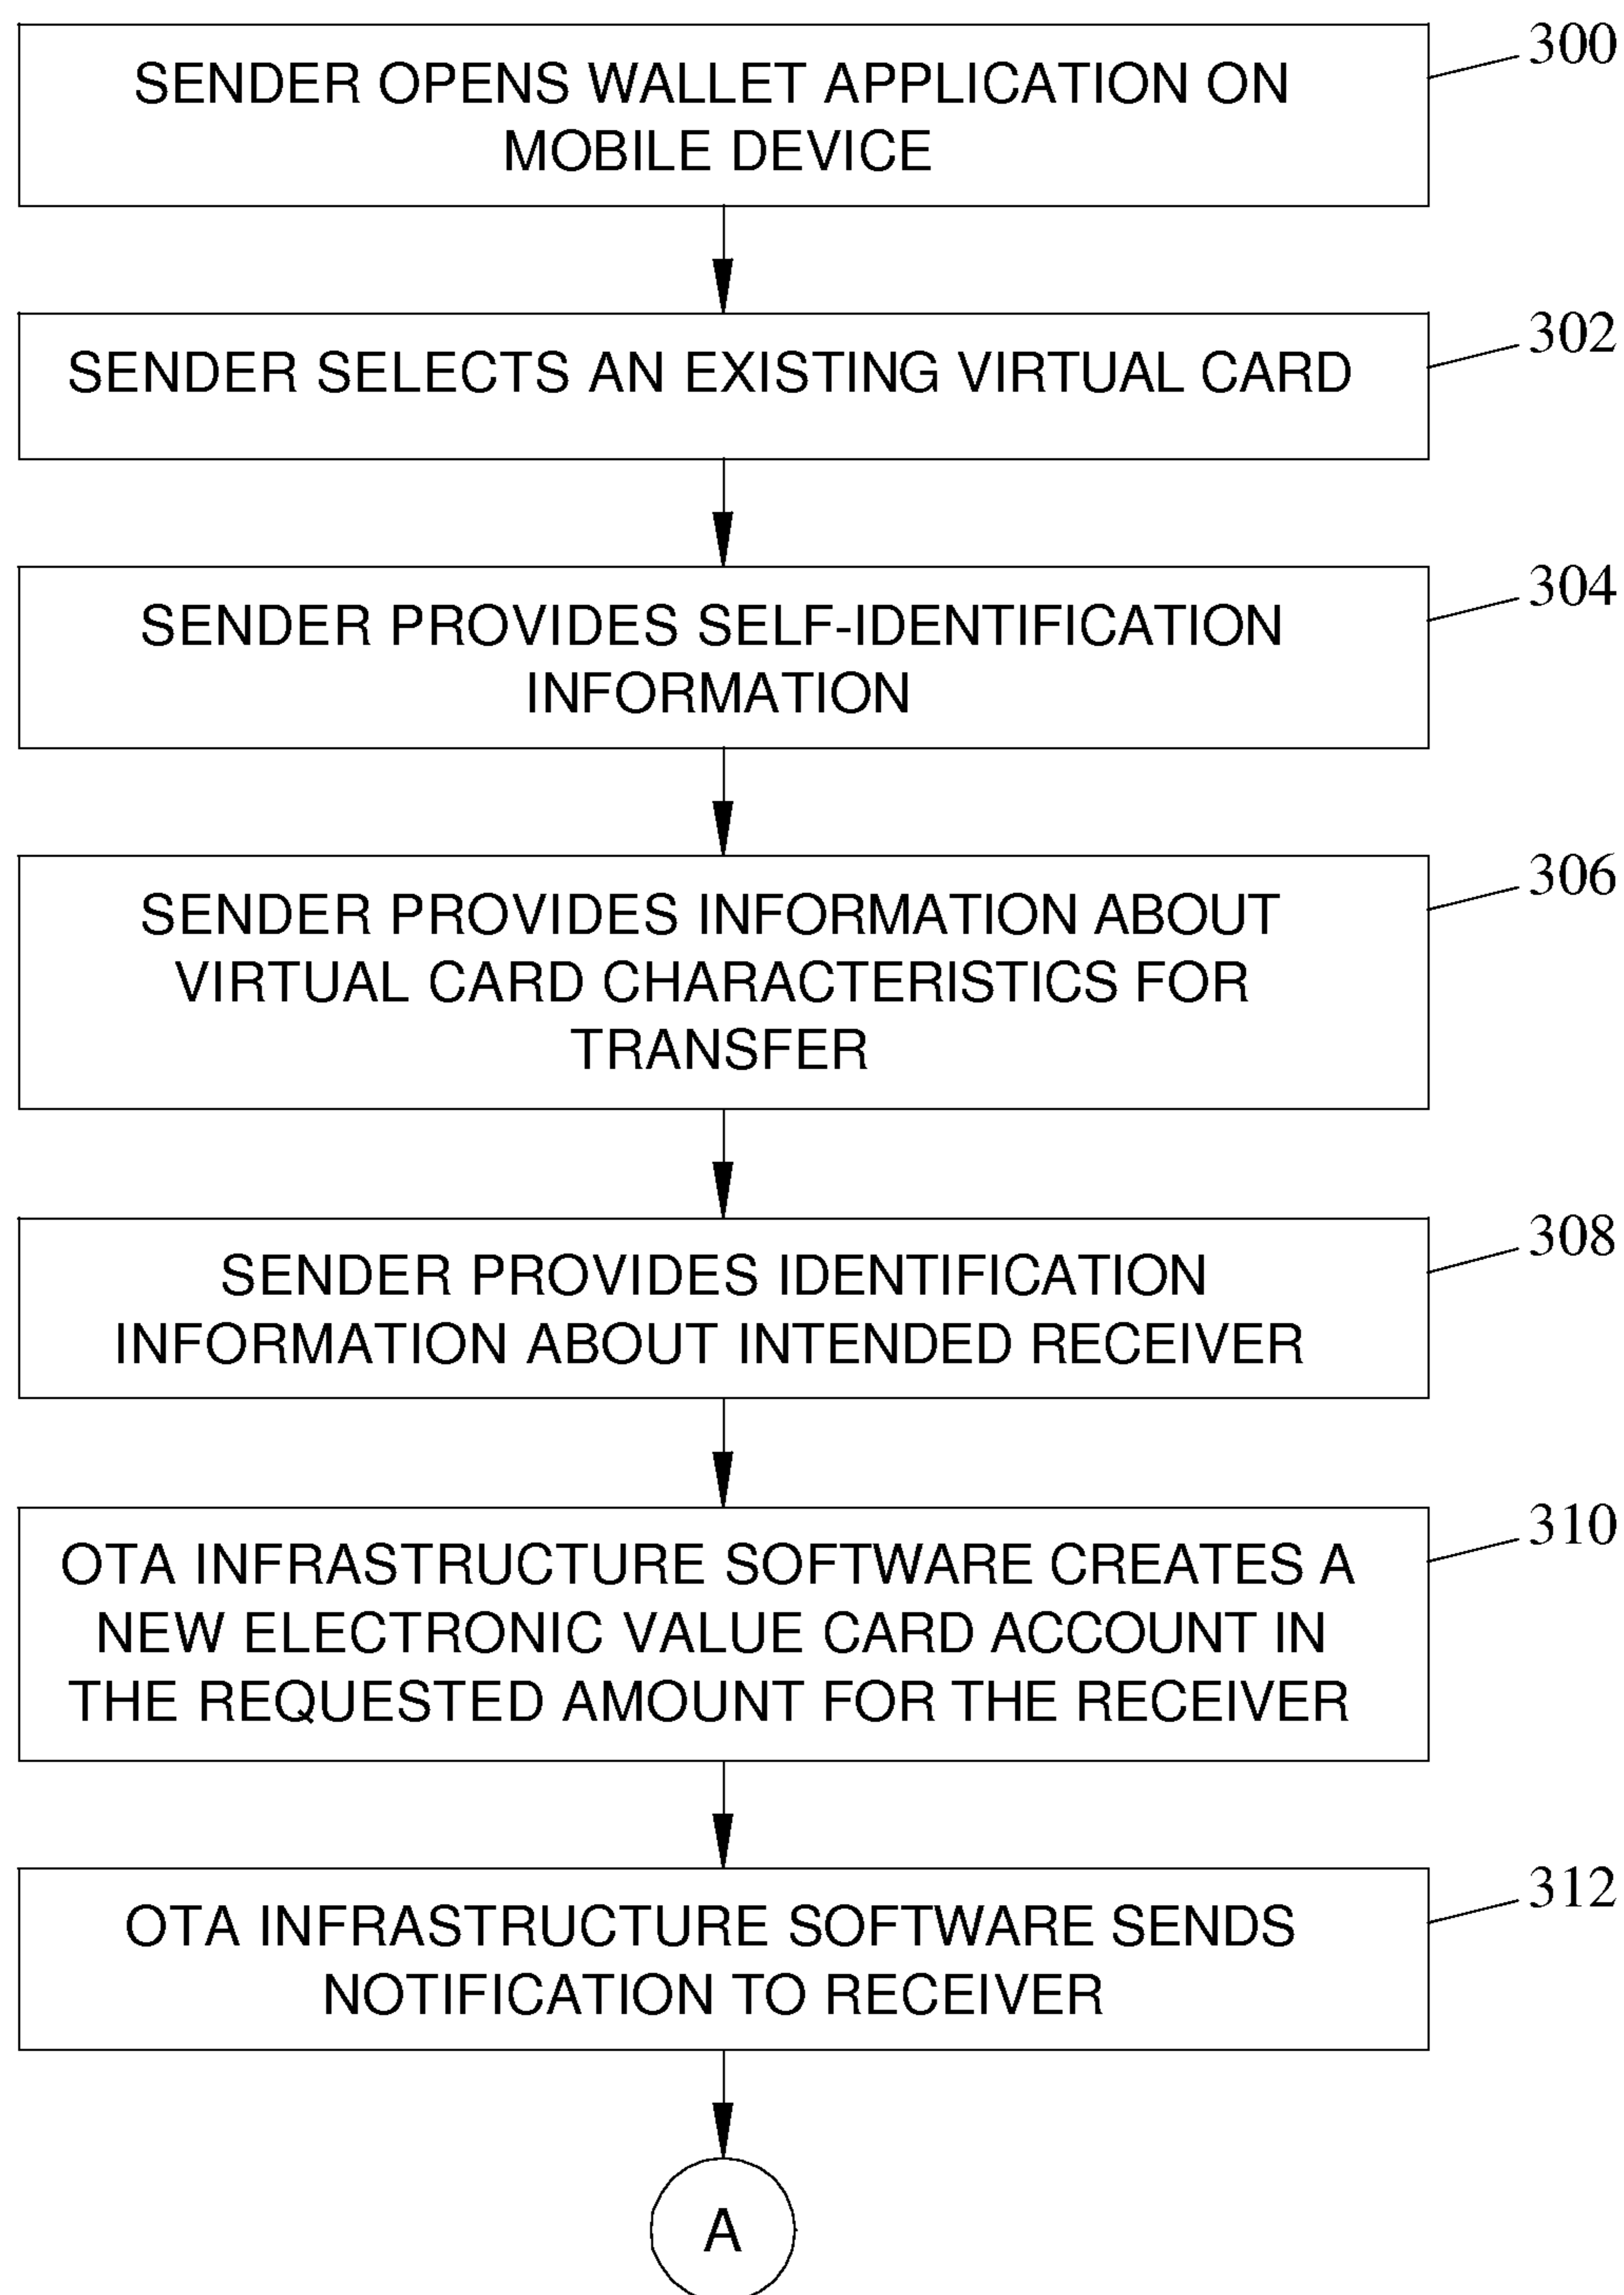 SENDER OPENS WALLET APPLICATION ON
MOBILE DEVICE
300
SENDER SELECTS AN EXISTING VIRTUAL CARD
302
SENDER PROVIDES SELF-IDENTIFICATION
INFORMATION
304
SENDER PROVIDES INFORMATION ABOUT
VIRTUAL CARD CHARACTERISTICS FOR
TRANSFER
306
SENDER PROVIDES IDENTIFICATION
INFORMATION ABOUT INTENDED RECEIVER
308
OTA INFRASTRUCTURE SOFTWARE CREATES A
NEW ELECTRONIC VALUE CARD ACCOUNT IN
THE REQUESTED AMOUNT FOR THE RECEIVER
310
OTA INFRASTRUCTURE SOFTWARE SENDS
NOTIFICATION TO RECEIVER
312
A